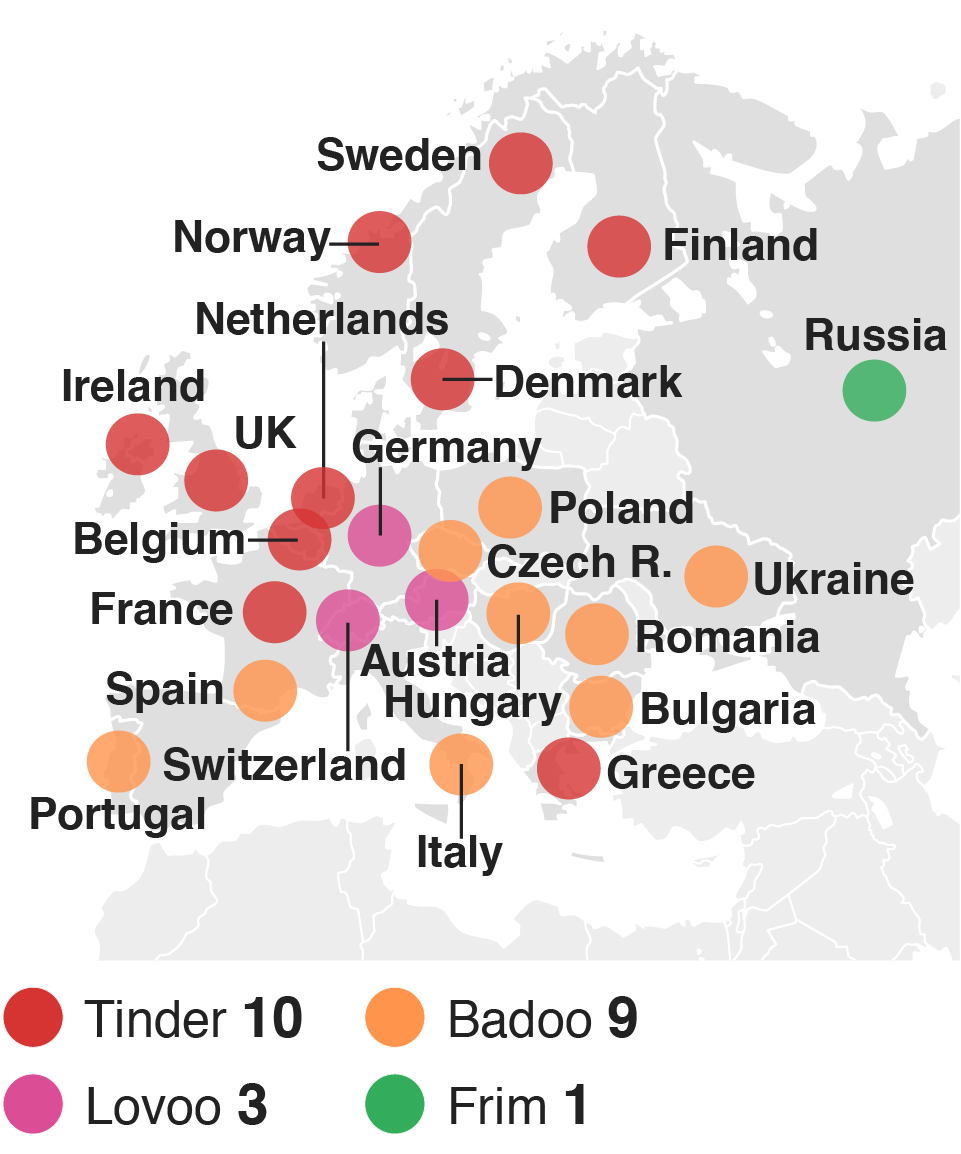 Sweden
Norway
Finland
Netherlands
Russia
Ireland
Denmark
UK
Germany
Poland
Belgium
Czech R.
Ukraine
France
Romania
Austria
Spain
Hungary
Bulgaria
Switzerland
Greece
Portugal
Italy
Tinder 10
Badoo 9
Lovoo 3
Frim 1